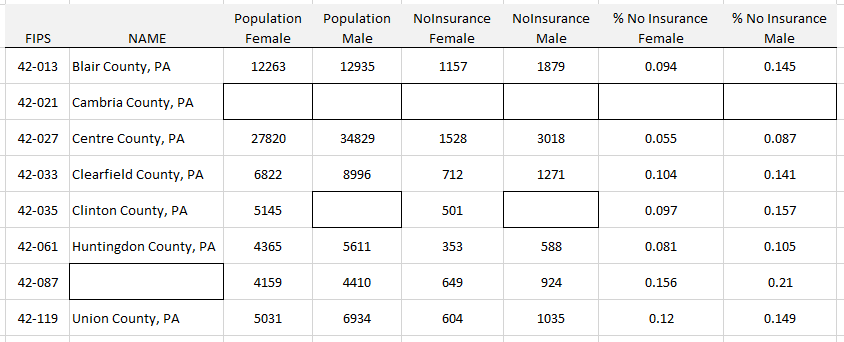 Population Population NoInsurance NoInsurance % No Insurance % No Insurance
FIPS NAME Female Male Female Male Female Male
42-013 Blair County, PA 12263 12935 1157 1879 0.094 0.145
42-021 Cambria County, PA
42-027 Centre County, PA 27820 34829 1528 3018 0.055 0.087
42-033 Clearfield County, PA 6822 8996 712 1271 0.104 0.141
42-035 Clinton County, PA 5145 501 0.097 0.157
42-061 Huntingdon County, PA 4365 5611 353 588 0.081 0.105
42-087 4159 4410 649 924 0.156 0.21
42-119 Union County, PA 5031 6934 604 1035 0.12 0.149